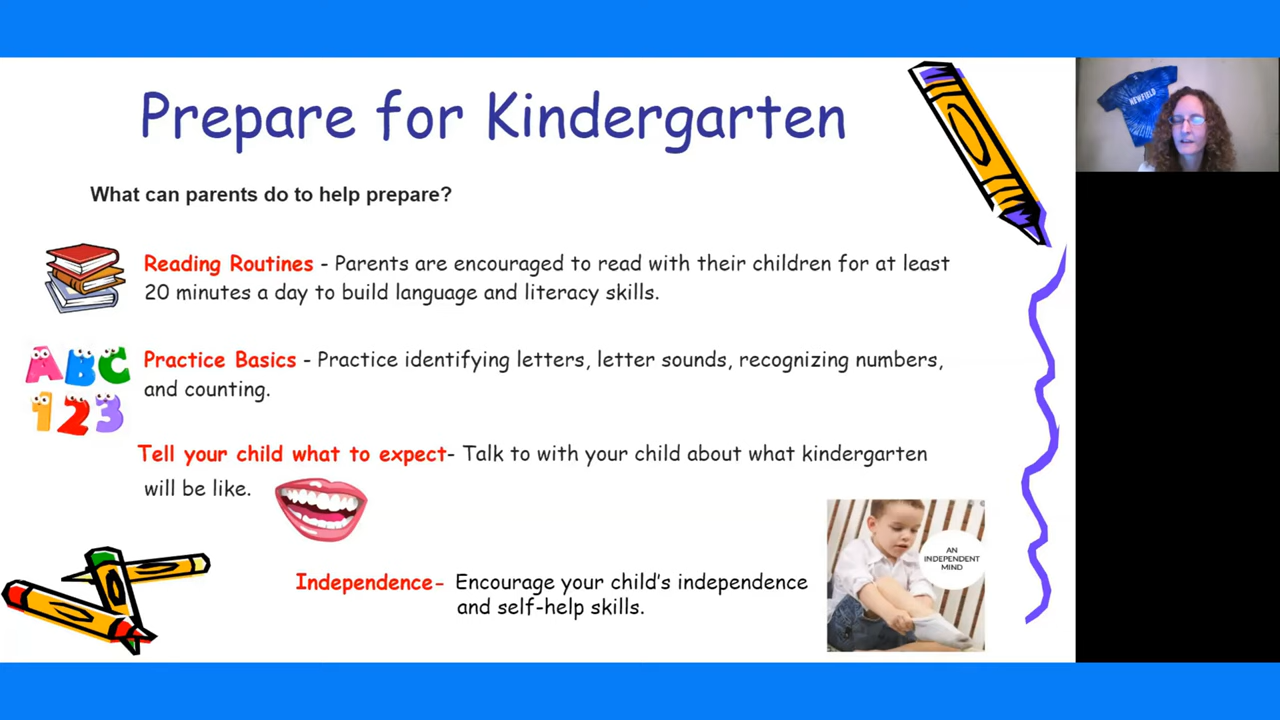 Prepare for Kindergarten
What can parents do to help prepare?
Reading Routines - Parents are encouraged to read with their children for at least
20 minutes a day to build language and literacy skills.
ABC
123
Practice Basics - Practice identifying letters, letter sounds, recognizing numbers,
and counting.
Tell your child what to expect- Talk to with your child about what kindergarten
will be like.
Independence- Encourage your child's independence
and self-help skills.
AN
INDEPENDENT
MIND
NEWFIELD